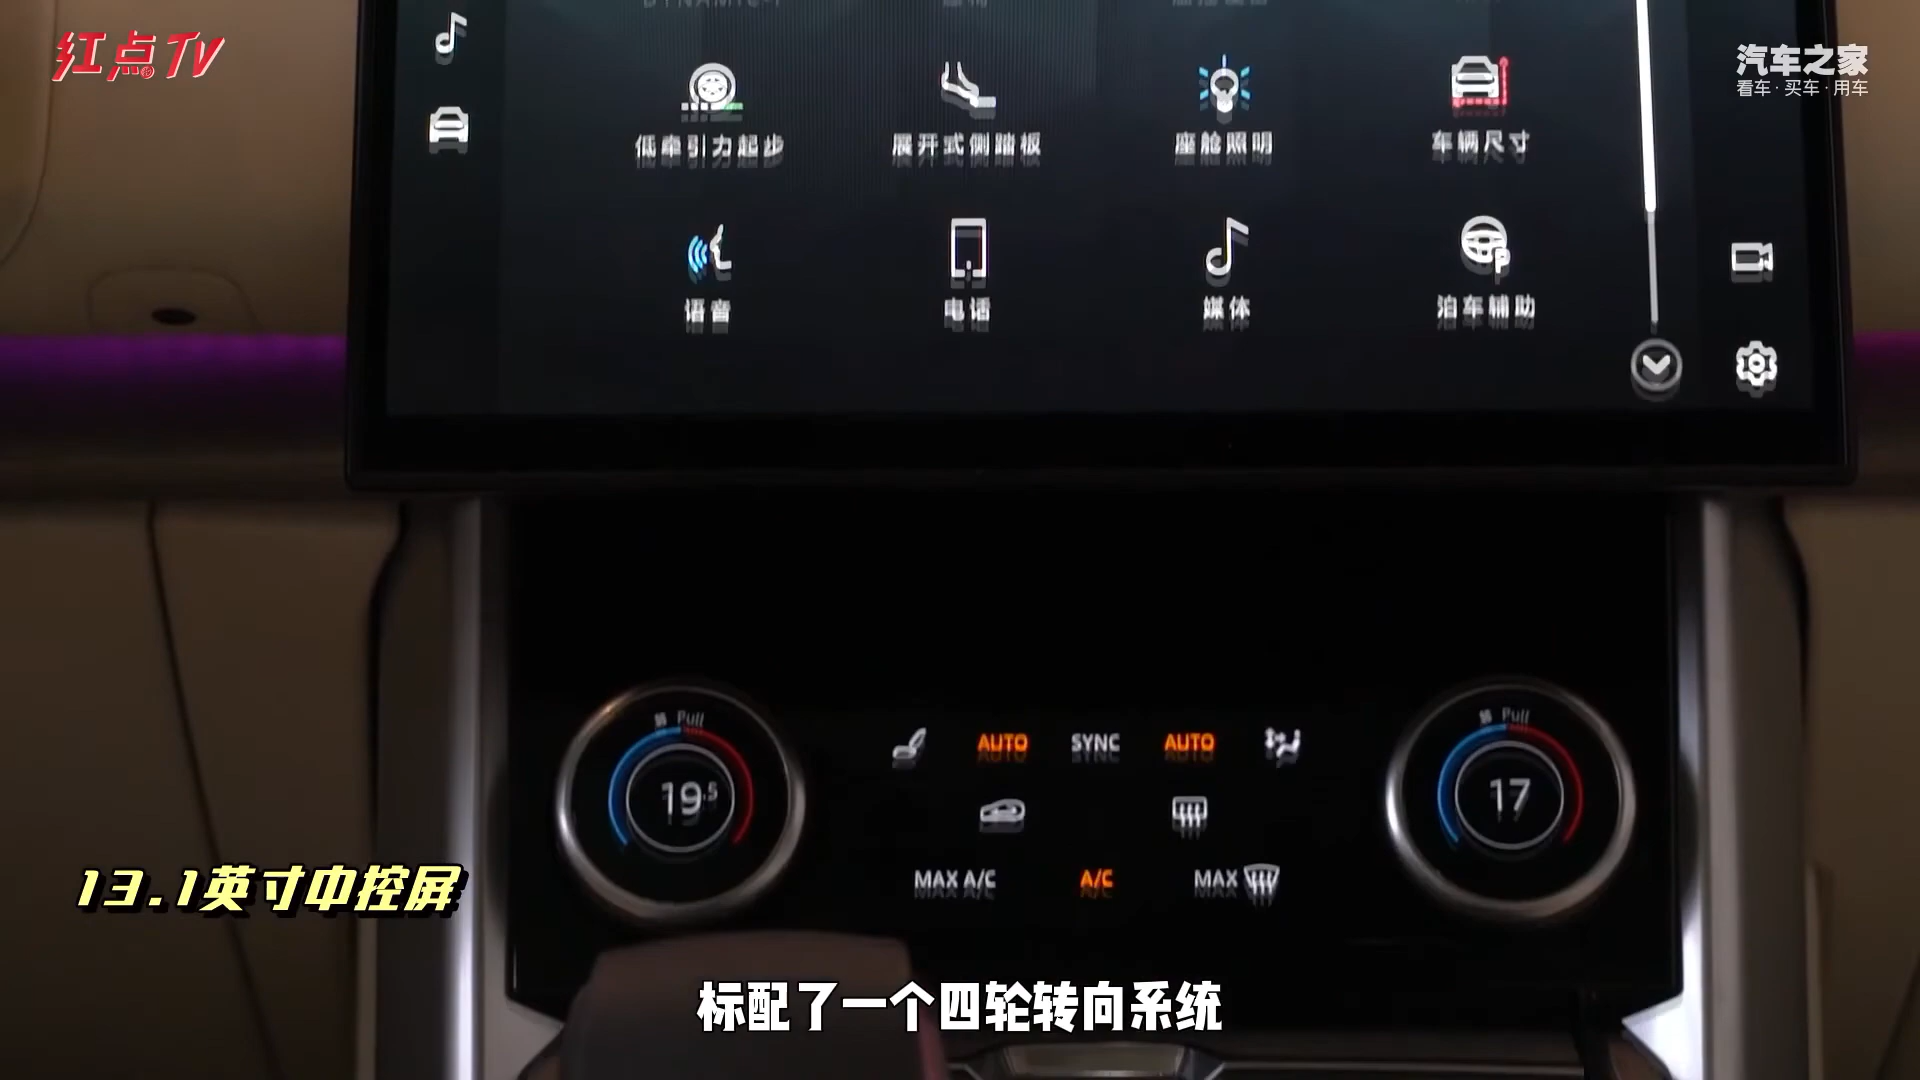 红点TV
汽车之家
看车·买车·用车
低牵引力起步
展开式侧踏板
座舱照明
车辆尺寸
语音
电话
媒体
泊车辅助
Pull
Pull
AUTO
SYNC
AUTO
19.5
17
MAX A/C
A/C
MAX
13.1英寸中控屏
标配了一个四轮转向系统